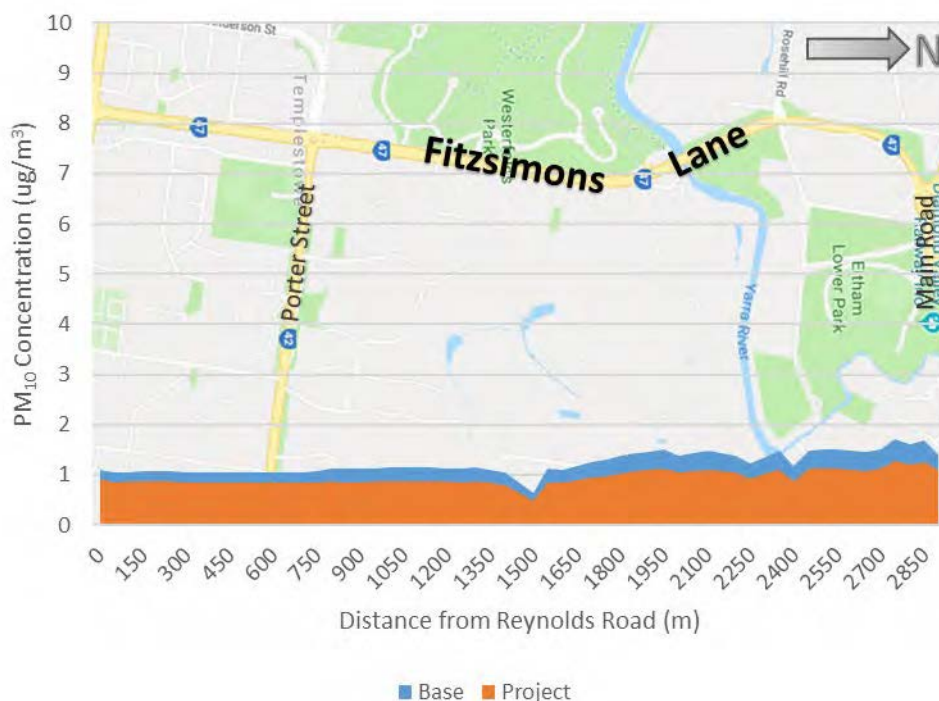 10
9
8
7
6
5
4
3
2
1
0
PM₁₀ Concentration (ug/m³)
derson St
Templestowe
Westerfolds
Park
Rosehill Rd
N
47
47
47
47
Fitzsimons
Lane
Porter Street
42
Yarra River
Eltham
Lower Park
Main Road
0
150
300
450
600
750
900
1050
1200
1350
1500
1650
1800
1950
2100
2250
2400
2550
2700
2850
Distance from Reynolds Road (m)
Base
Project